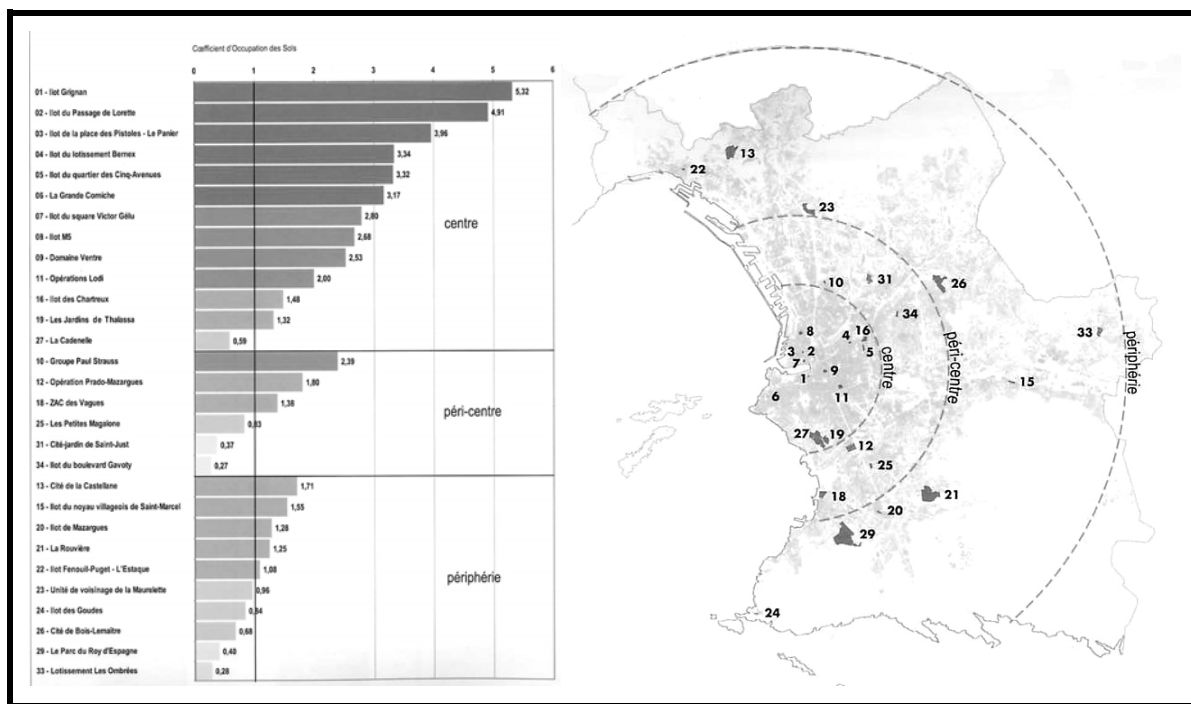 Cœfficient d'Occupation des Sols
0 1 2 3 4 5 6
01 - Ilot Grignan 5,32
02 - Ilot du Passage de Lorette 4,91
03 - Ilot de la place des Pistoles - Le Panier 3,96
04 - Ilot du lotissement Bernex 3,34
05 - Ilot du quartier des Cinq-Avenues 3,32
06 - La Grande Corniche 3,17
07 - Ilot du square Victor Gélu 2,80
centre
08 - Ilot M5 2,68
09 - Domaine Ventre 2,53
11 - Opérations Lodi 2,00
16 - Ilot des Chartreux 1,48
19 - Les Jardins de Thalassa 1,32
27 - La Cadenelle 0,59
10 - Groupe Paul Strauss 2,39
12 - Opération Prado-Mazargues 1,80
péri-centre
18 - ZAC des Vagues 1,38
25 - Les Petites Magalone 0,83
31 - Cité-jardin de Saint-Just 0,37
34 - Ilot du boulevard Gavoty 0,27
13 - Cité de la Castellane 1,71
15 - Ilot du noyau villageois de Saint-Marcel 1,55
20 - Ilot de Mazargues 1,28
21 - La Rouvière 1,25
22 - Ilot Fenouil-Puget - L'Estaque 1,08
périphérie
23 - Unité de voisinage de la Maurelette 0,96
24 - Ilot des Goudes 0,84
26 - Cité de Bois-Lemaître 0,68
29 - Le Parc du Roy d'Espagne 0,40
33 - Lotissement Les Ombrées 0,28
13
22
23
10
31
26
34
8
4
16
33
3
2
5
7
9
1
15
6
11
27
19
12
25
18
21
20
29
24
centre
péri-centre
périphérie